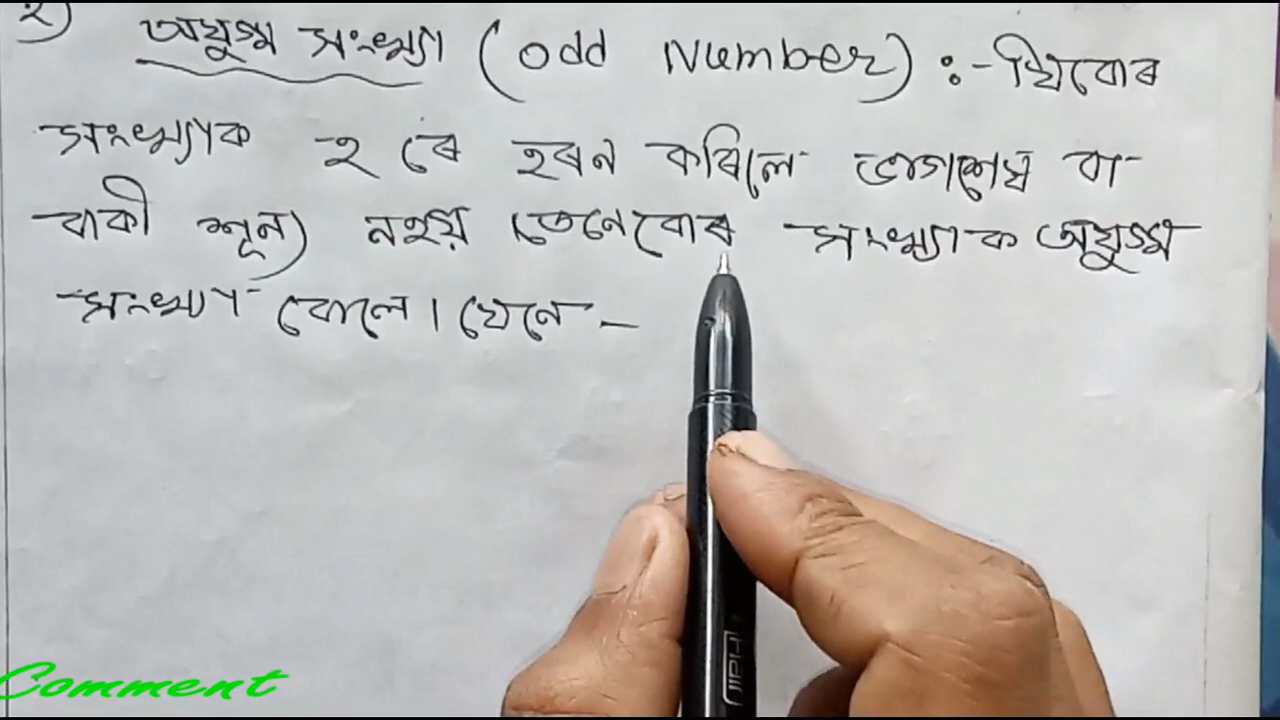 ২) অযুগ্ম সংখ্যা (odd Number) :- যিবোৰ
সংখ্যাক ২ ৰে হৰণ কৰিলে ভাগশেষ বা
বাকী শূন্য নহয় তেনেবোৰ সংখ্যাক অযুগ্ম
সংখ্যা বোলে। যেনে –
Comment